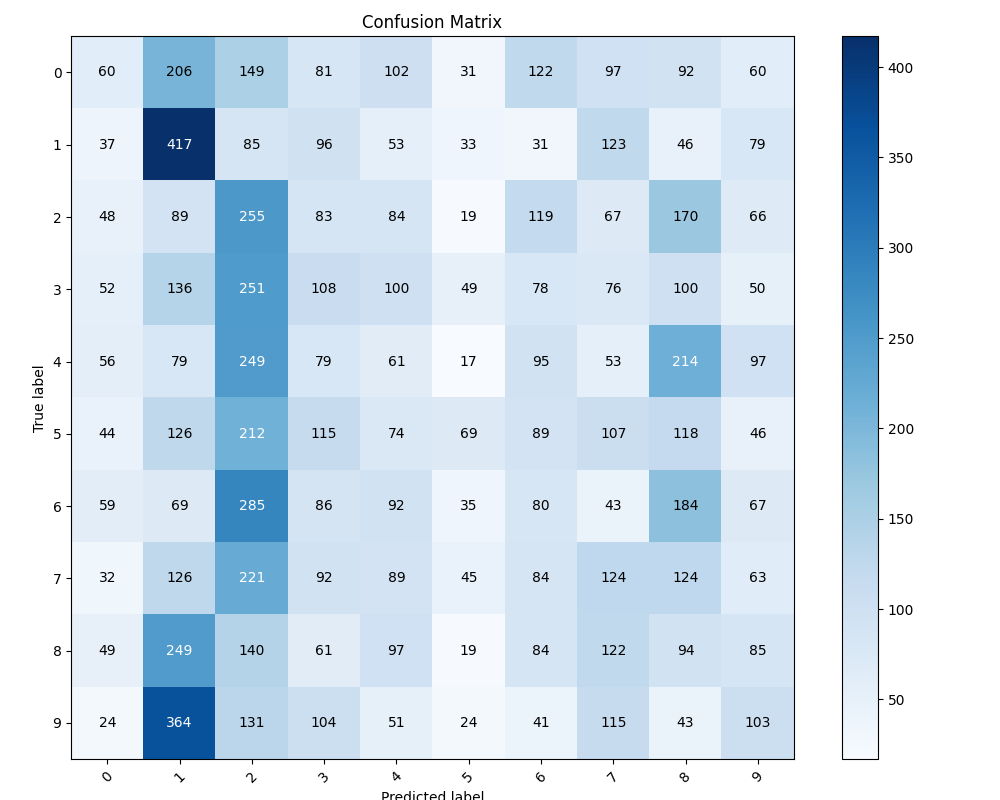 Confusion Matrix
0 60 206 149 81 102 31 122 97 92 60
1 37 417 85 96 53 33 31 123 46 79
2 48 89 255 83 84 19 119 67 170 66
3 52 136 251 108 100 49 78 76 100 50
4 56 79 249 79 61 17 95 53 214 97
5 44 126 212 115 74 69 89 107 118 46
6 59 69 285 86 92 35 80 43 184 67
7 32 126 221 92 89 45 84 124 124 63
8 49 249 140 61 97 19 84 122 94 85
9 24 364 131 104 51 24 41 115 43 103
0 1 2 3 4 5 6 7 8 9
True label
Predicted label
400
350
300
250
200
150
100
50